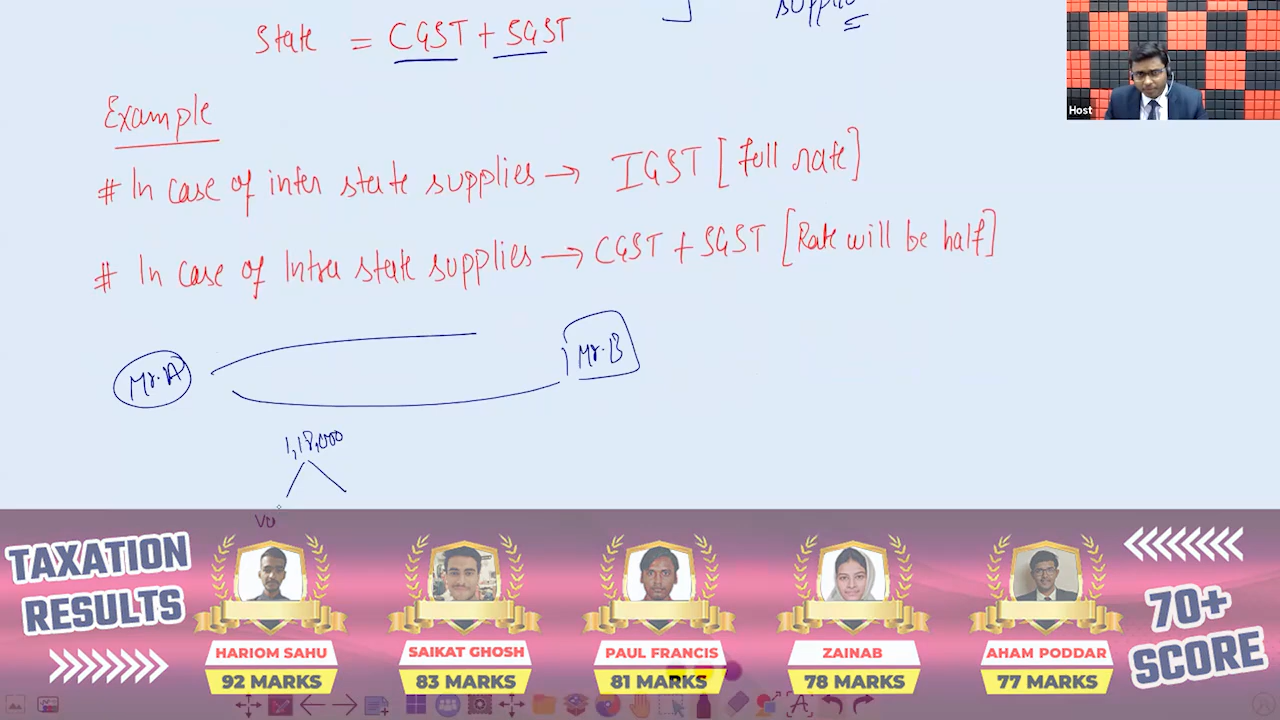 State = CGST + SGST
Host
Example
# In case of inter state supplies → IGST [full rate]
# In case of Intra state supplies → CGST + SGST [Rate will be half]
Mr. A
Mr. B
1,18,000
TAXATION RESULTS
HARIOM SAHU
92 MARKS
SAIKAT GHOSH
83 MARKS
PAUL FRANCIS
81 MARKS
ZAINAB
78 MARKS
AHAM PODDAR
77 MARKS
70+ SCORE